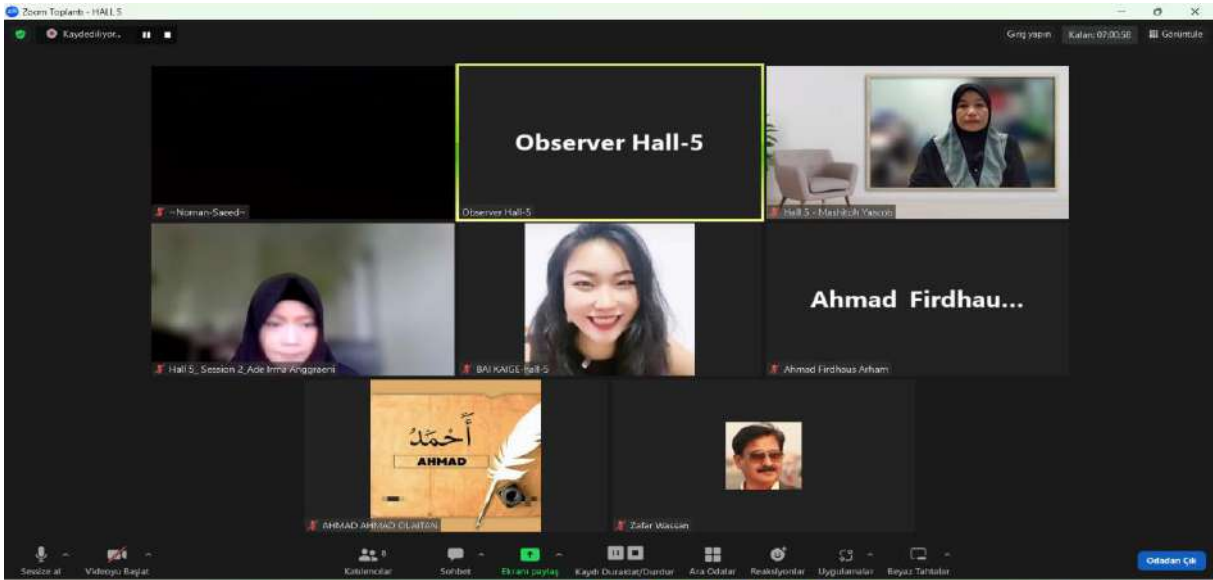 Zoom Toplantı - HALL 5
Kaydediliyor...
Giriş yapın
Kalan: 07:00:58
Görüntüle
~Noman-Saeed~
Observer Hall-5
Observer Hall-5
Hall 5 - Mashitoh Yaacob
Hall 5_ Session 2_Ade Irma Anggraeni
BAI KAIGE-hall-5
Ahmad Firdhau...
Ahmad Firdhaus Arham
أَحْمَدُ
AHMAD
AHMAD AHMAD OLAITAN
Zafar Wassan
Sessize al
Videoyu Başlat
Katılımcılar
8
Sohbet
Ekranı paylaş
Kaydı Duraklat/Durdur
Ara Odalar
Reaksiyonlar
Uygulamalar
Beyaz Tahtalar
Odadan Çık